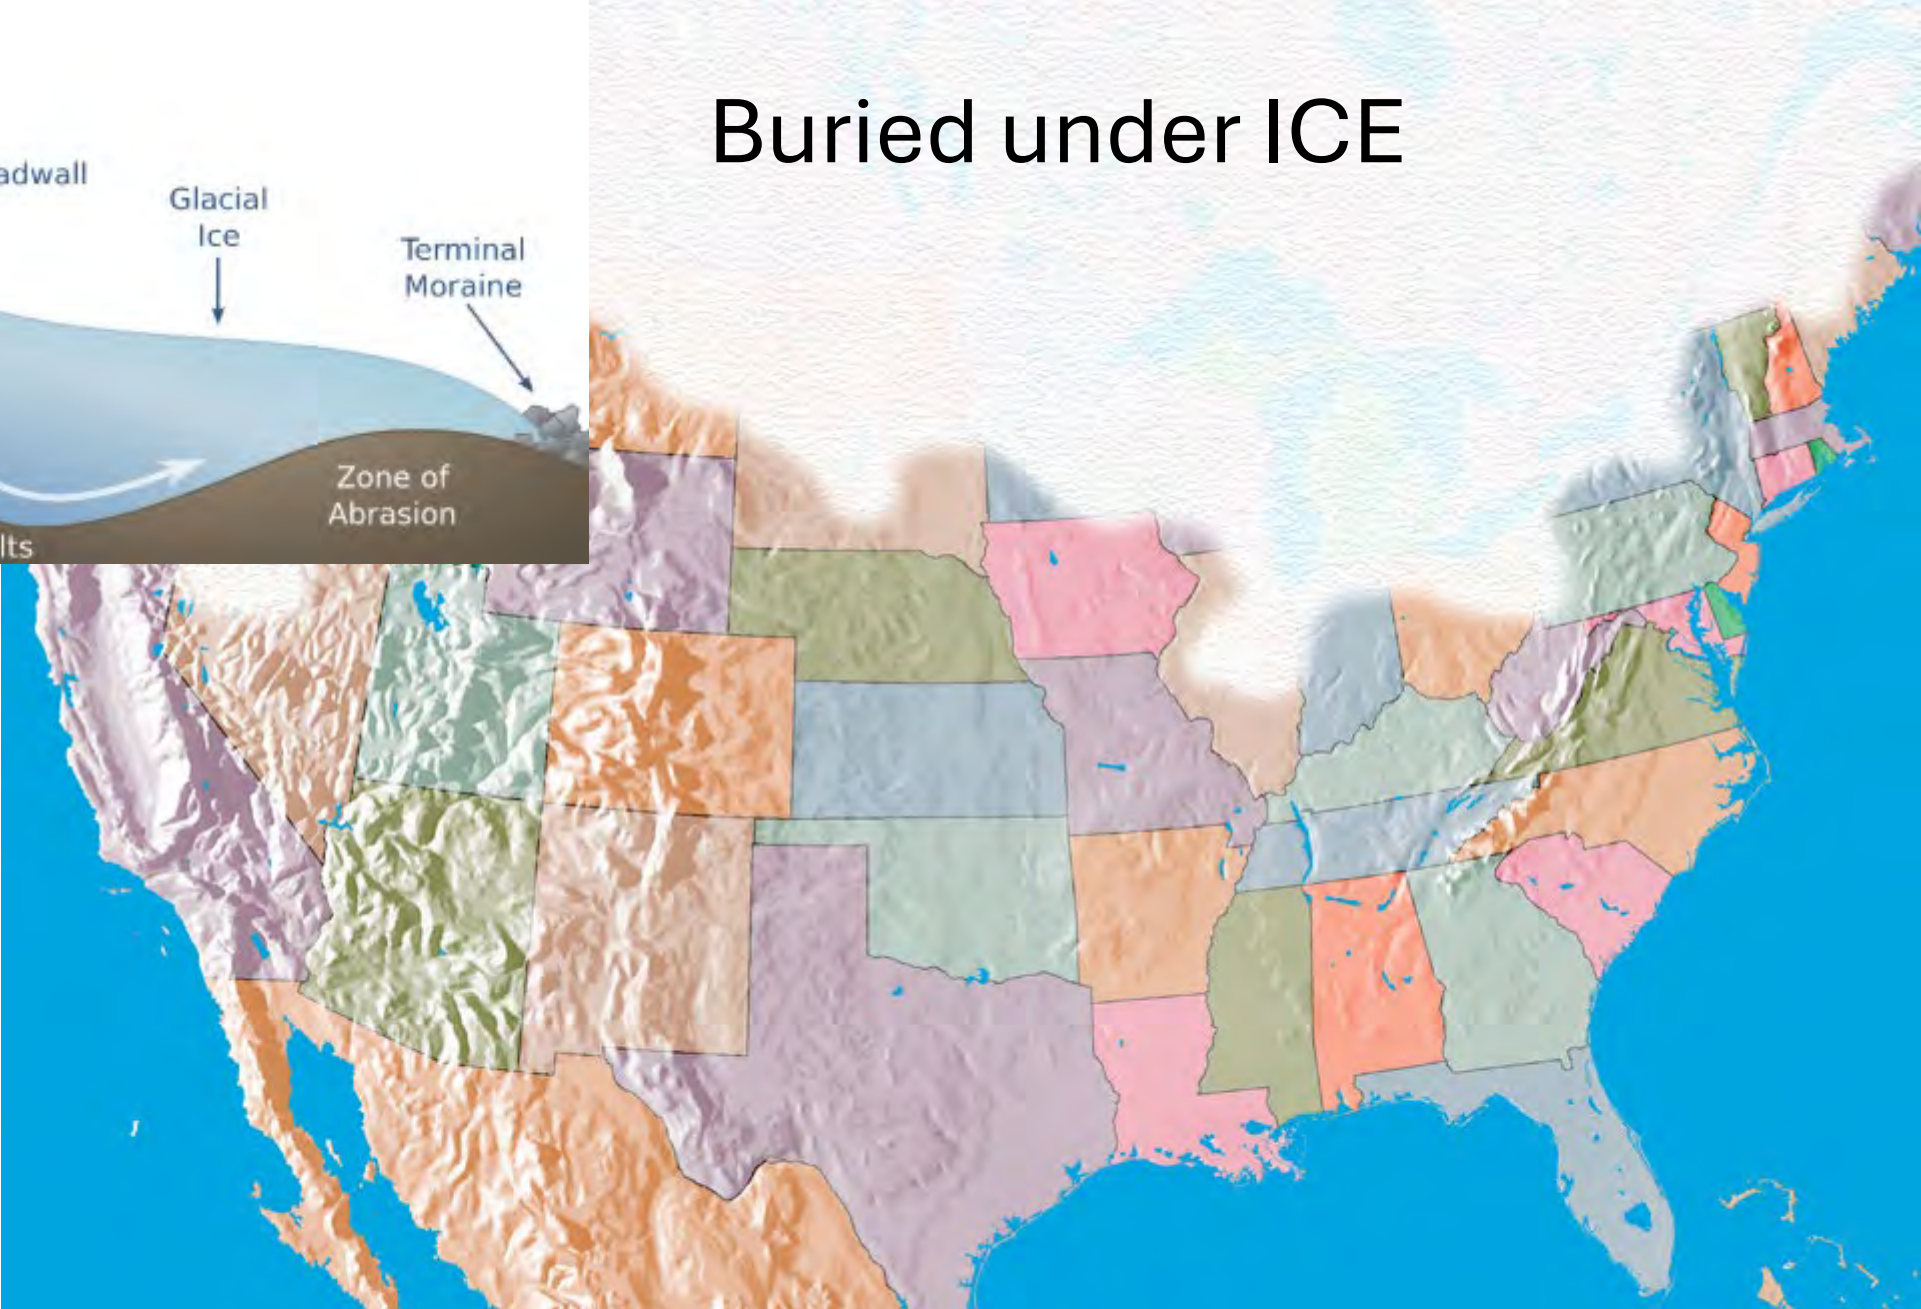 Buried under ICE
adwall
Glacial
Ice
Terminal
Moraine
Zone of
Abrasion
lts